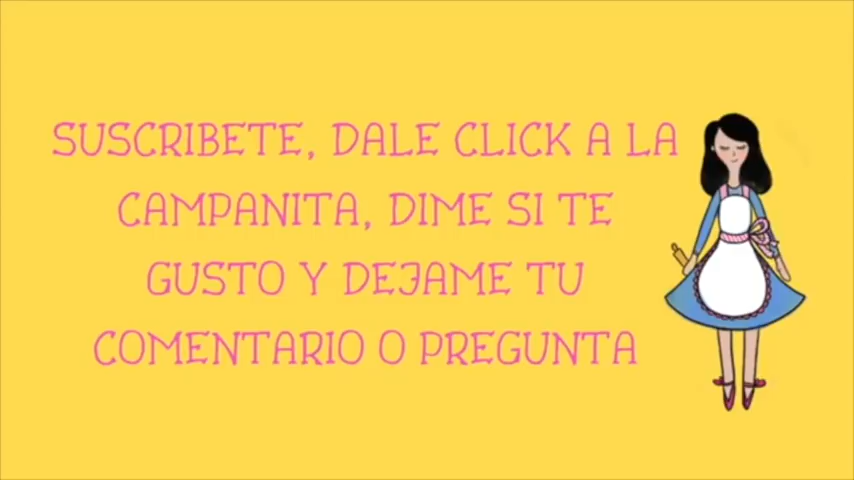 SUSCRIBETE, DALE CLICK A LA
CAMPANITA, DIME SI TE
GUSTO Y DEJAME TU
COMENTARIO O PREGUNTA